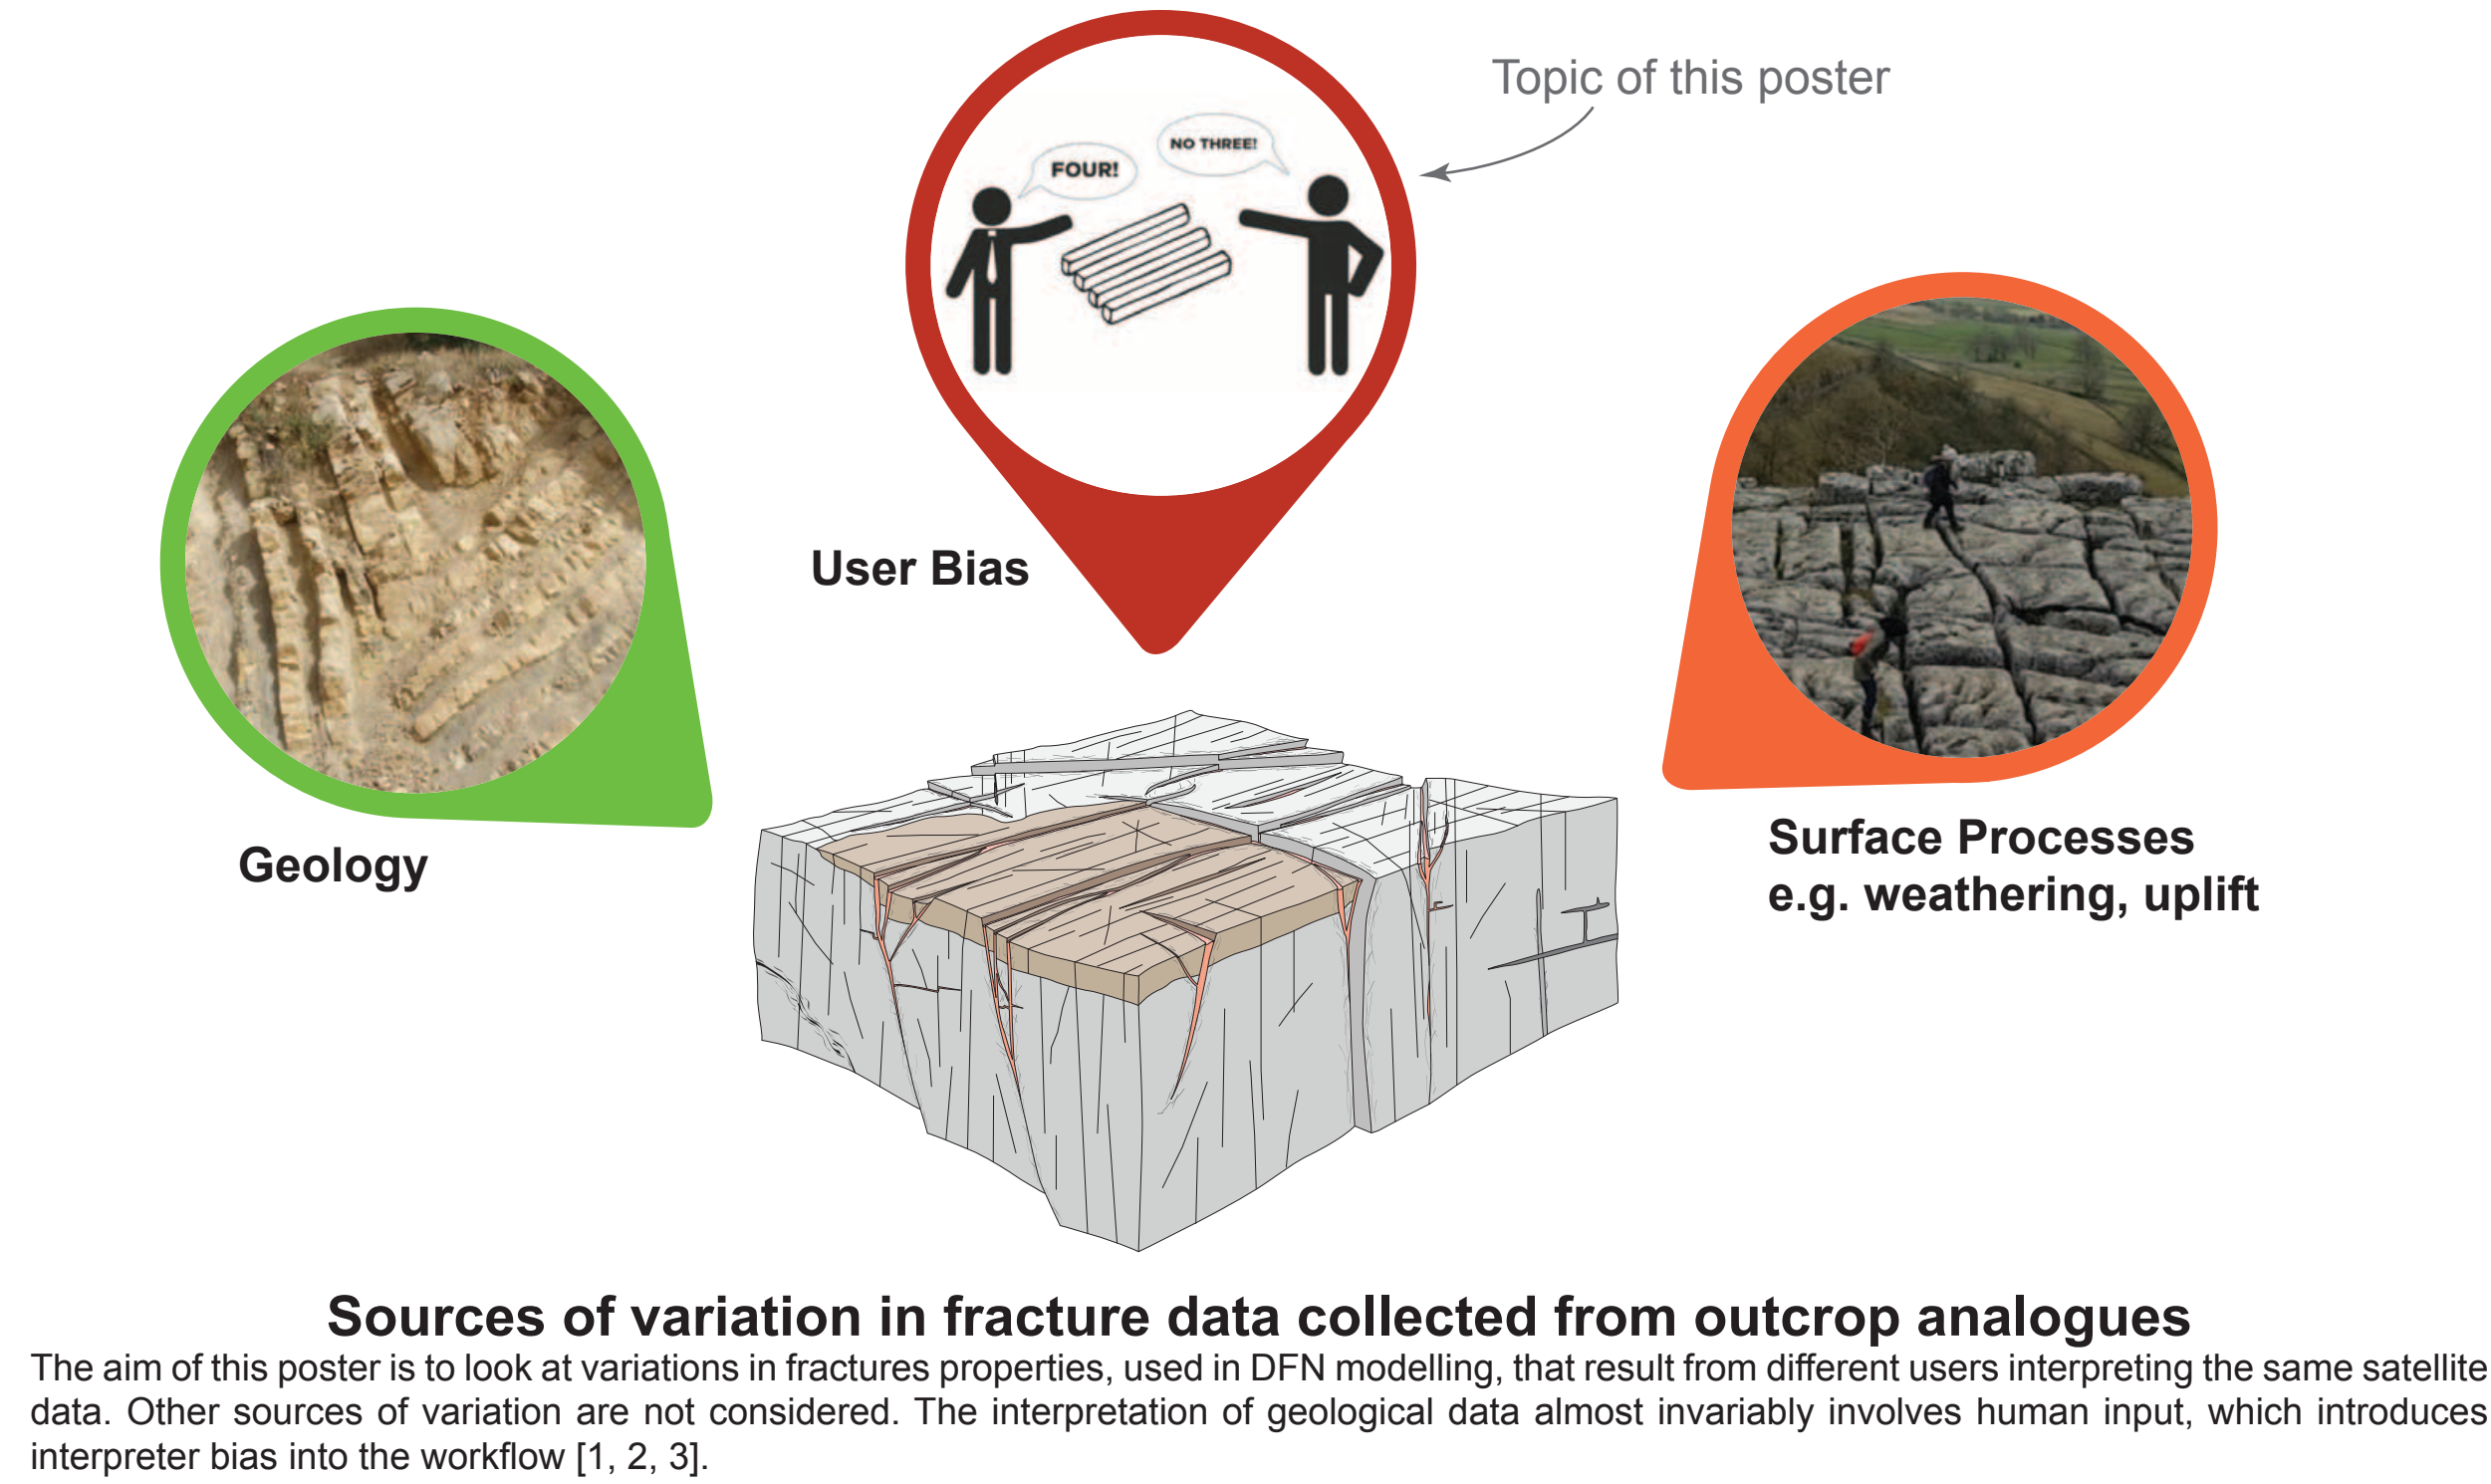 Topic of this poster
FOUR!
NO THREE!
User Bias
Geology
Surface Processes
e.g. weathering, uplift
Sources of variation in fracture data collected from outcrop analogues
The aim of this poster is to look at variations in fractures properties, used in DFN modelling, that result from different users interpreting the same satellite
data. Other sources of variation are not considered. The interpretation of geological data almost invariably involves human input, which introduces
interpreter bias into the workflow [1, 2, 3].